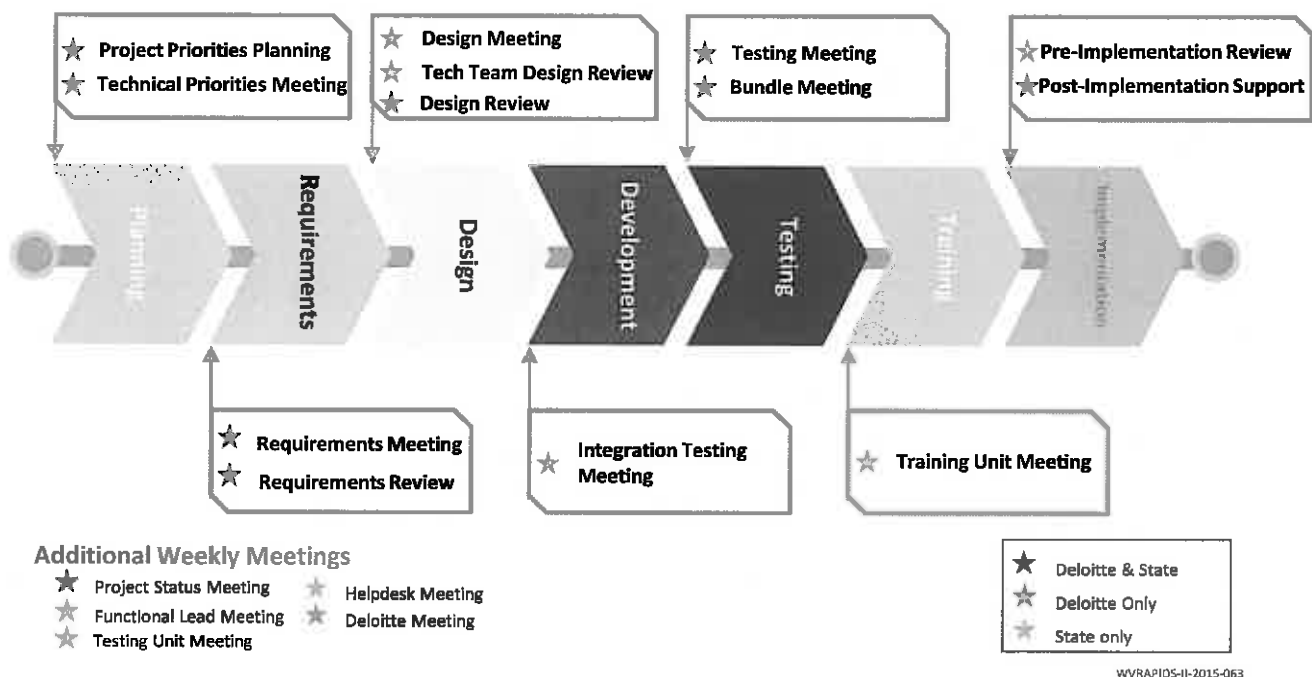 Project Priorities Planning
Technical Priorities Meeting
Design Meeting
Tech Team Design Review
Design Review
Testing Meeting
Bundle Meeting
Pre-Implementation Review
Post-Implementation Support
Planning
Requirements
Design
Development
Testing
Training
Implementation
Requirements Meeting
Requirements Review
Integration Testing
Meeting
Training Unit Meeting
Additional Weekly Meetings
Project Status Meeting
Functional Lead Meeting
Testing Unit Meeting
Helpdesk Meeting
Deloitte Meeting
Deloitte & State
Deloitte Only
State only
WVRAPIDS-II-2015-063